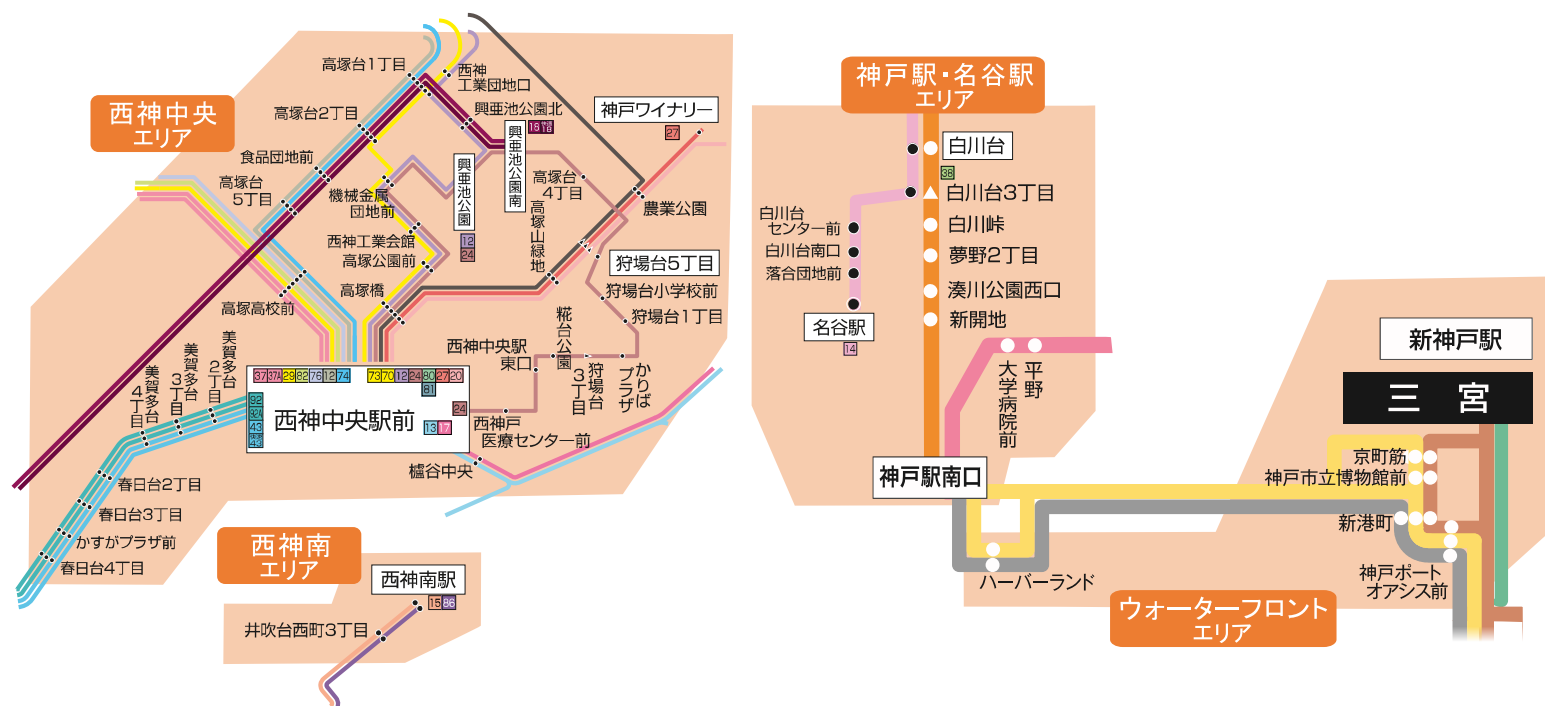 西神中央
エリア
高塚台1丁目
西神
工業団地口
高塚台2丁目
興亜池公園北
18
興亜池公園南
神戸ワイナリー
27
食品団地前
高塚台
5丁目
機械金属
団地前
興亜池公園
12
24
高塚台
4丁目
農業公園
西神工業会館
高塚公園前
高塚山緑地
狩場台5丁目
高塚橋
狩場台小学校前
高塚高校前
狩場台1丁目
糀台公園
西神中央駅
東口
狩場台
3丁目
かりば
プラザ
美賀多台
2丁目
美賀多台
3丁目
美賀多台
4丁目
37 37A 29 82 76 12 74
73 70 12 24 80 27 20
81
92
92A
43
43
西神中央駅前
24
13 17
西神戸
医療センター前
櫨谷中央
春日台2丁目
春日台3丁目
かすがプラザ前
春日台4丁目
西神南
エリア
西神南駅
15 86
井吹台西町3丁目
神戸駅・名谷駅
エリア
白川台
38
白川台3丁目
白川台
センター前
白川台南口
落合団地前
名谷駅
14
白川峠
夢野2丁目
湊川公園西口
新開地
平野
大学病院前
神戸駅南口
ハーバーランド
新神戸駅
三宮
京町筋
神戸市立博物館前
新港町
神戸ポート
オアシス前
ウォーターフロント
エリア